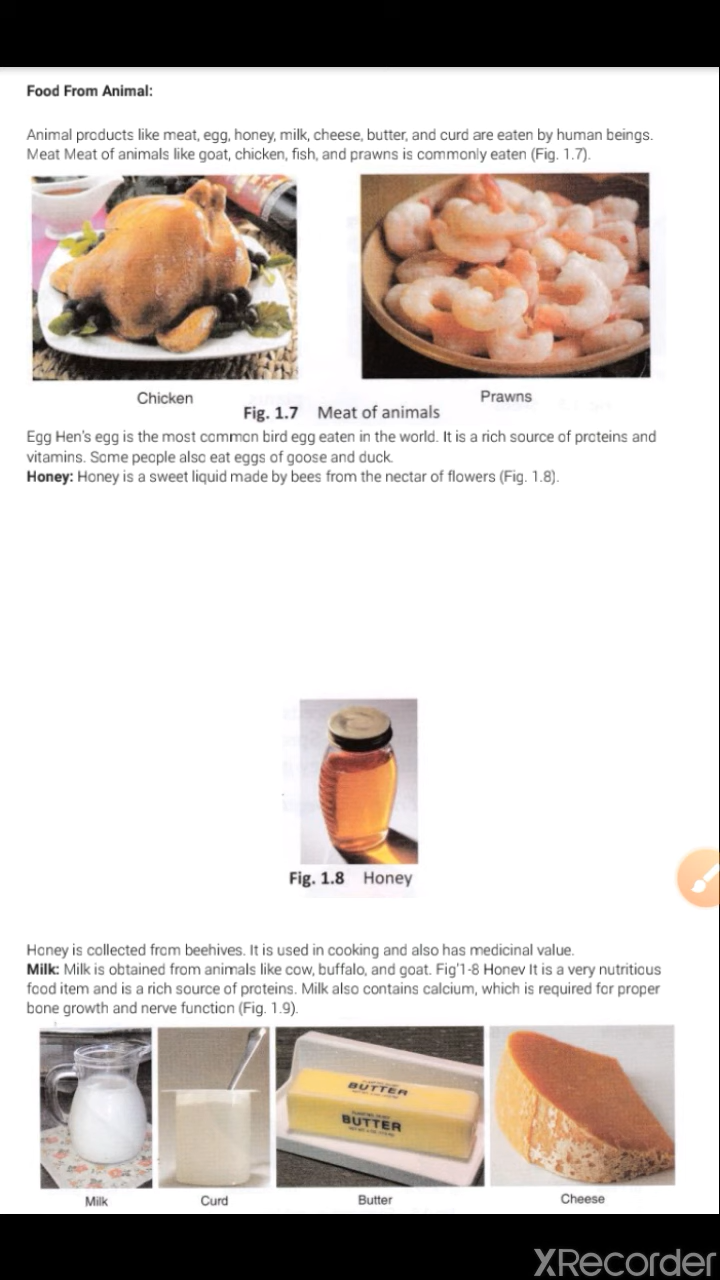 Food From Animal:
Animal products like meat, egg, honey, milk, cheese, butter, and curd are eaten by human beings.
Meat Meat of animals like goat, chicken, fish, and prawns is commonly eaten (Fig. 1.7).
Chicken
Prawns
Fig. 1.7 Meat of animals
Egg Hen's egg is the most common bird egg eaten in the world. It is a rich source of proteins and
vitamins. Some people also eat eggs of goose and duck.
Honey: Honey is a sweet liquid made by bees from the nectar of flowers (Fig. 1.8).
Fig. 1.8 Honey
Honey is collected from beehives. It is used in cooking and also has medicinal value.
Milk: Milk is obtained from animals like cow, buffalo, and goat. Fig'1-8 Honev It is a very nutritious
food item and is a rich source of proteins. Milk also contains calcium, which is required for proper
bone growth and nerve function (Fig. 1.9).
BUTTER
BUTTER
Milk
Curd
Butter
Cheese
XRecorder